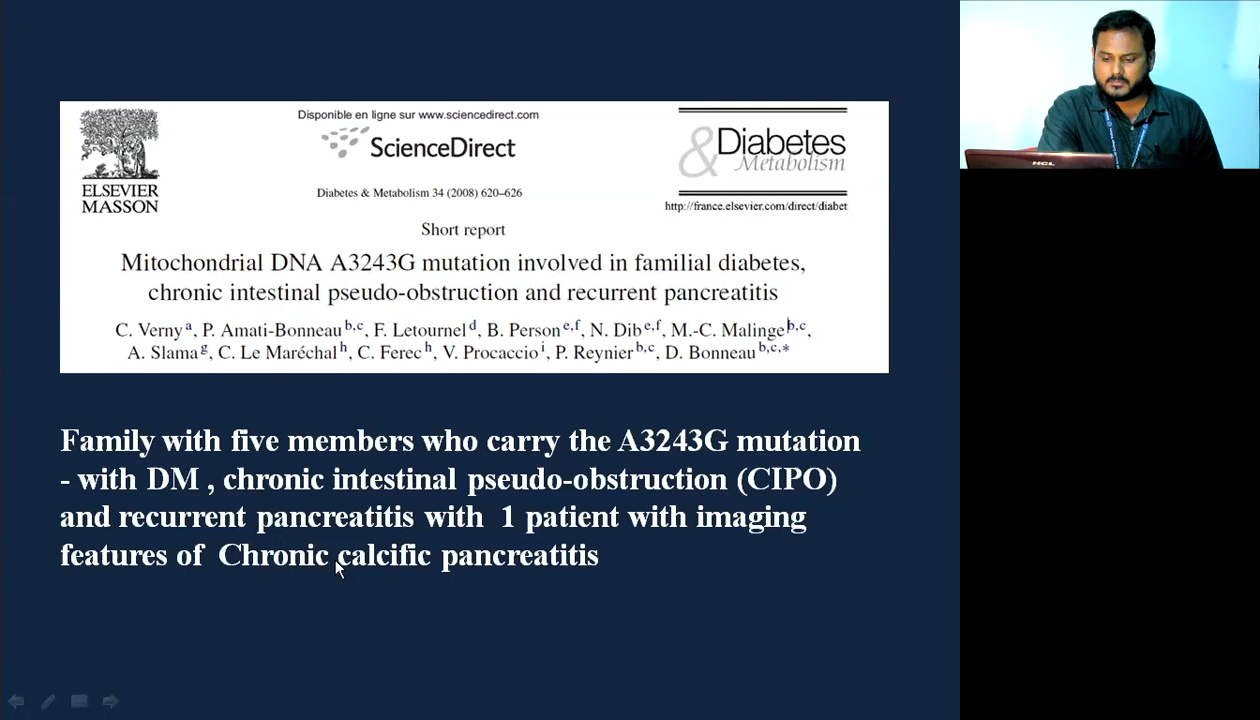 Disponible en ligne sur www.sciencedirect.com
ScienceDirect
Diabetes
& Metabolism
ELSEVIER
MASSON
Diabetes & Metabolism 34 (2008) 620–626
http://france.elsevier.com/direct/diabet
Short report
Mitochondrial DNA A3243G mutation involved in familial diabetes,
chronic intestinal pseudo-obstruction and recurrent pancreatitis
C. Verny a, P. Amati-Bonneau b,c, F. Letournel d, B. Person e,f, N. Dib e,f, M.-C. Malinge b,c,
A. Slama g, C. Le Maréchal h, C. Ferec h, V. Procaccio i, P. Reynier b,c, D. Bonneau b,c,*
Family with five members who carry the A3243G mutation
- with DM , chronic intestinal pseudo-obstruction (CIPO)
and recurrent pancreatitis with 1 patient with imaging
features of Chronic calcific pancreatitis
HCL